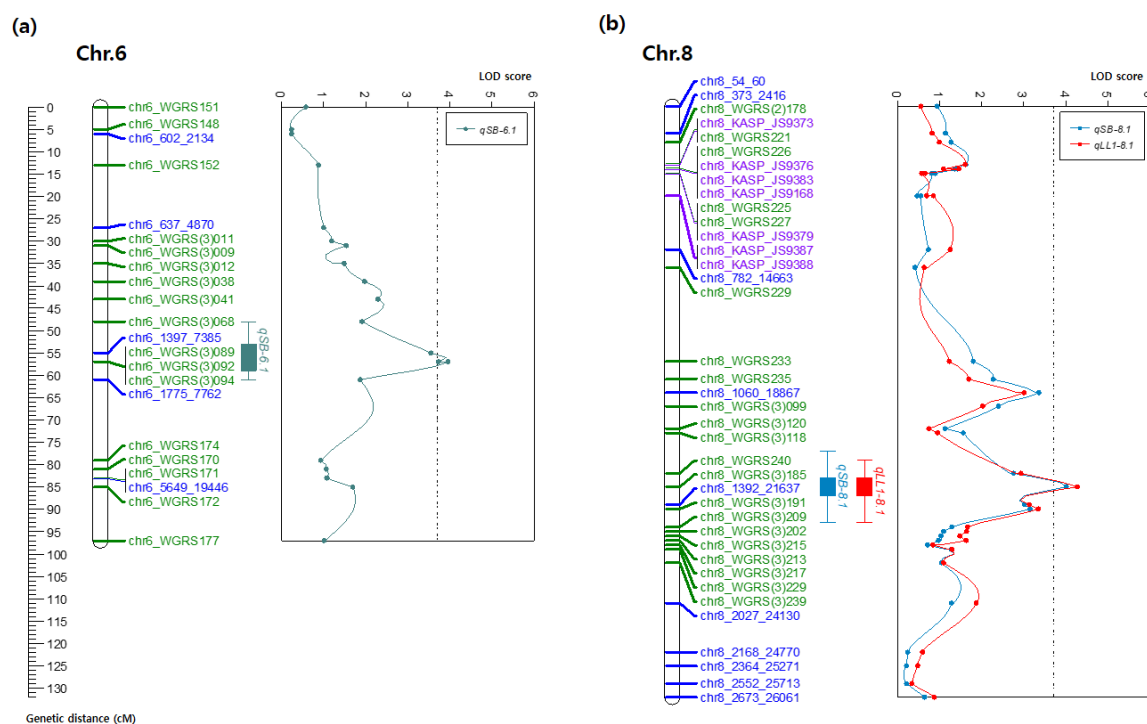 (a)
Chr.6
LOD score
0 1 2 3 4 5 6
qSB-6.1
0
5
10
15
20
25
30
35
40
45
50
55
60
65
70
75
80
85
90
95
100
105
110
115
120
125
130
Genetic distance (cM)
chr6_WGRS151
chr6_WGRS148
chr6_602_2134
chr6_WGRS152
chr6_637_4870
chr6_WGRS(3)011
chr6_WGRS(3)009
chr6_WGRS(3)012
chr6_WGRS(3)038
chr6_WGRS(3)041
chr6_WGRS(3)068
chr6_1397_7385
chr6_WGRS(3)089
chr6_WGRS(3)092
chr6_WGRS(3)094
chr6_1775_7762
chr6_WGRS174
chr6_WGRS170
chr6_WGRS171
chr6_5649_19446
chr6_WGRS172
chr6_WGRS177
qSB-6.1
(b)
Chr.8
LOD score
0 1 2 3 4 5 6
qSB-8.1
qLL1-8.1
chr8_54_60
chr8_373_2416
chr8_WGRS(2)178
chr8_KASP_JS9373
chr8_WGRS221
chr8_WGRS226
chr8_KASP_JS9376
chr8_KASP_JS9383
chr8_KASP_JS9168
chr8_WGRS225
chr8_WGRS227
chr8_KASP_JS9379
chr8_KASP_JS9387
chr8_KASP_JS9388
chr8_782_14663
chr8_WGRS229
chr8_WGRS233
chr8_WGRS235
chr8_1060_18867
chr8_WGRS(3)099
chr8_WGRS(3)120
chr8_WGRS(3)118
chr8_WGRS240
chr8_WGRS(3)185
chr8_1392_21637
chr8_WGRS(3)191
chr8_WGRS(3)209
chr8_WGRS(3)202
chr8_WGRS(3)215
chr8_WGRS(3)213
chr8_WGRS(3)217
chr8_WGRS(3)229
chr8_WGRS(3)239
chr8_2027_24130
chr8_2168_24770
chr8_2364_25271
chr8_2552_25713
chr8_2673_26061
qSB-8.1
qLL1-8.1